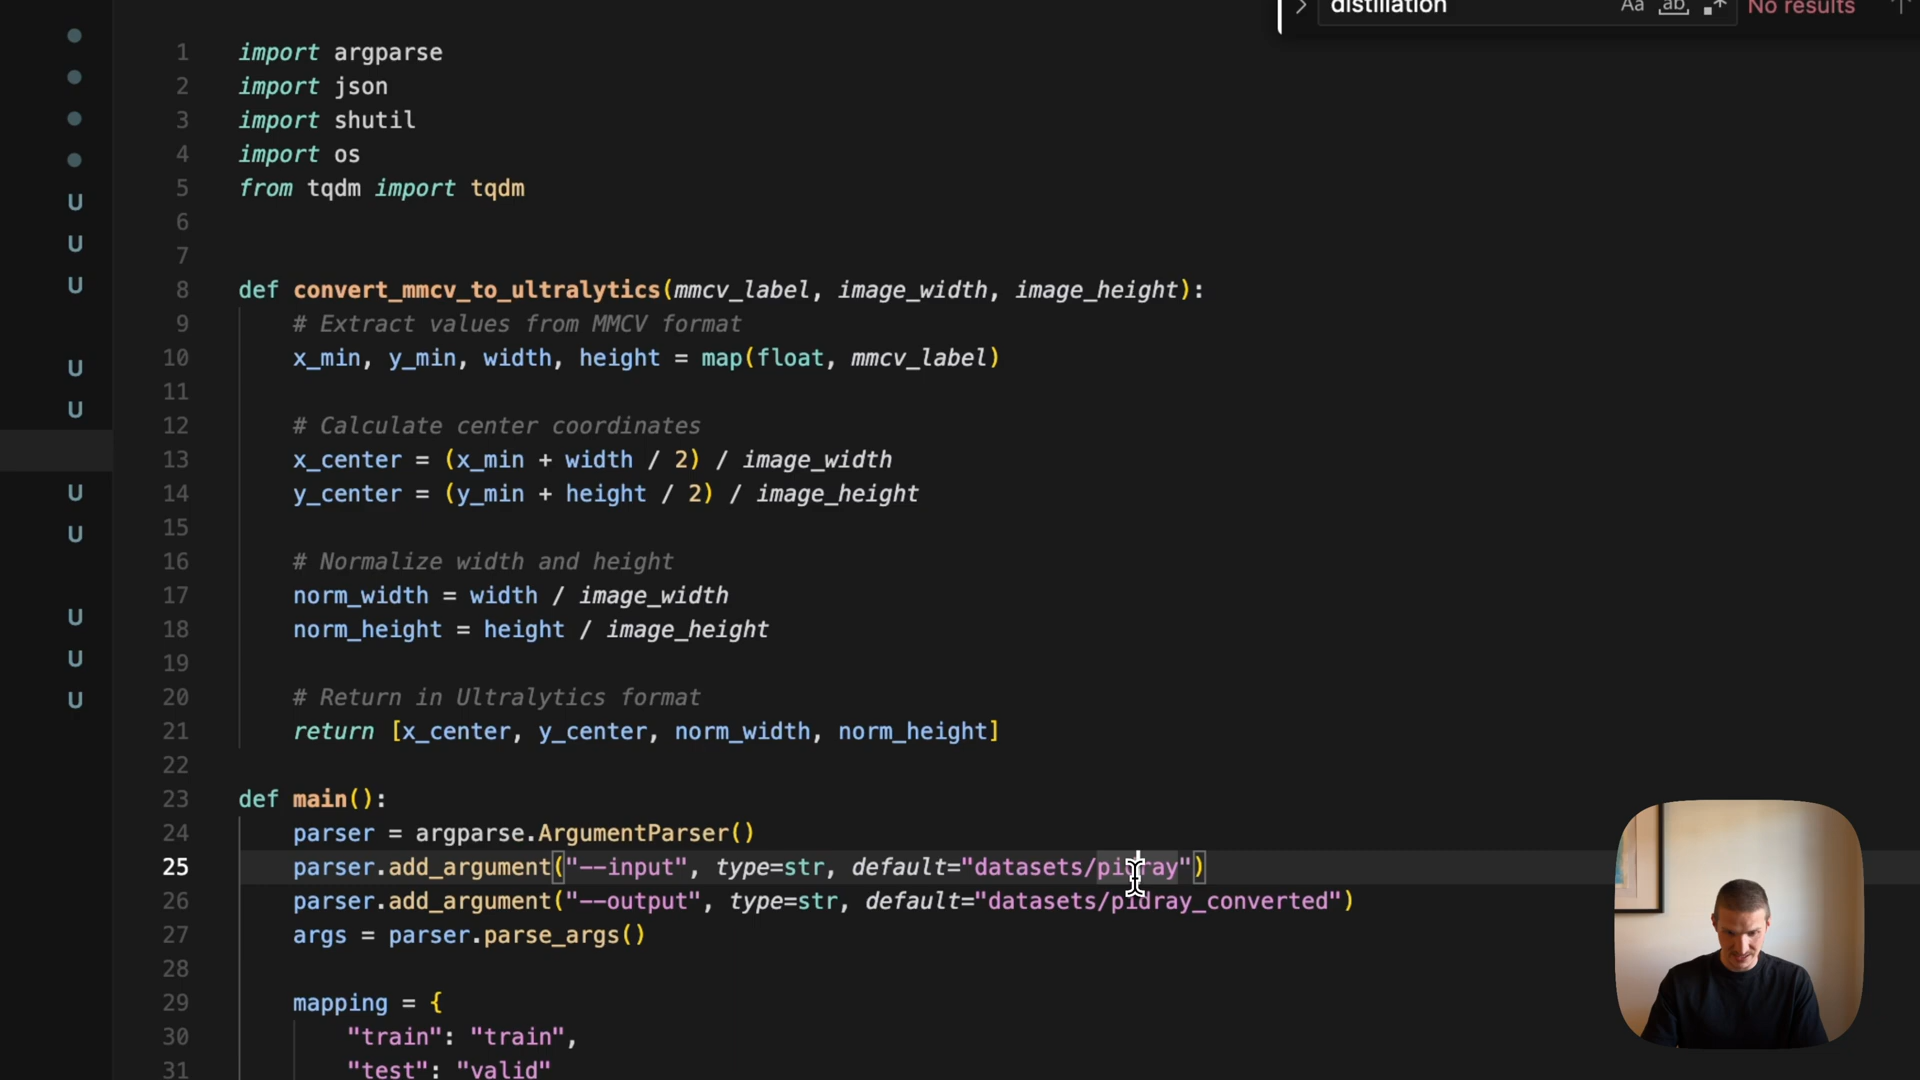 distillation Aa ab No results
1 import argparse
2 import json
3 import shutil
4 import os
5 from tqdm import tqdm
6
7
8 def convert_mmcv_to_ultralytics(mmcv_label, image_width, image_height):
9 # Extract values from MMCV format
10 x_min, y_min, width, height = map(float, mmcv_label)
11
12 # Calculate center coordinates
13 x_center = (x_min + width / 2) / image_width
14 y_center = (y_min + height / 2) / image_height
15
16 # Normalize width and height
17 norm_width = width / image_width
18 norm_height = height / image_height
19
20 # Return in Ultralytics format
21 return [x_center, y_center, norm_width, norm_height]
22
23 def main():
24 parser = argparse.ArgumentParser()
25 parser.add_argument("--input", type=str, default="datasets/pidray")
26 parser.add_argument("--output", type=str, default="datasets/pidray_converted")
27 args = parser.parse_args()
28
29 mapping = {
30 "train": "train",
31 "test": "valid"
U
U
U
U
U
U
U
U
U
U